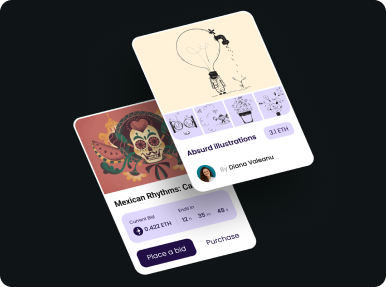 Absurd Illustrations
3.1 ETH
By Diana Valeanu
Mexican Rhythms: Ca
Current Bid
0.422 ETH
Ends in
12 h 35 m 45 s
Place a bid
Purchase